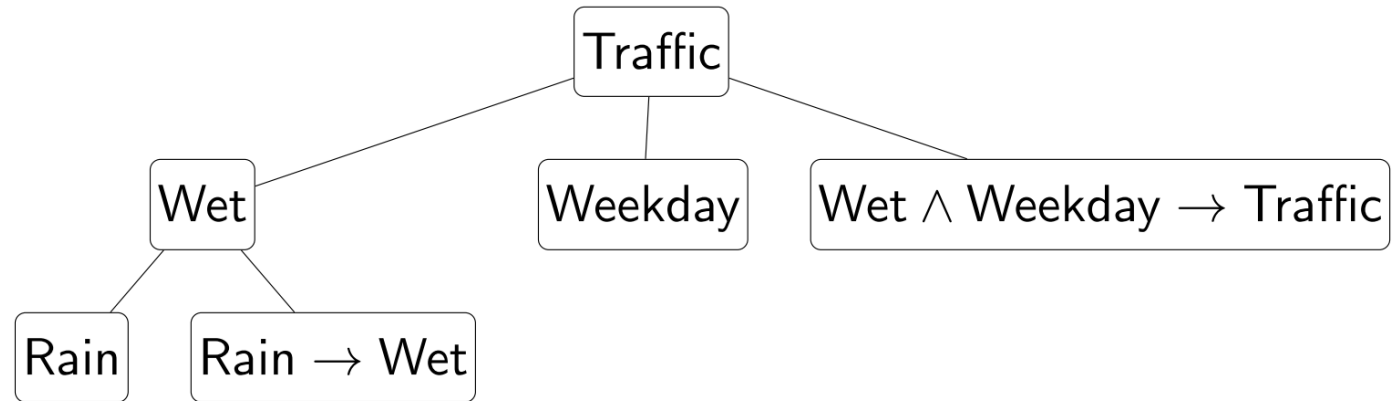 Traffic
Wet
Weekday
Wet ∧ Weekday → Traffic
Rain
Rain → Wet